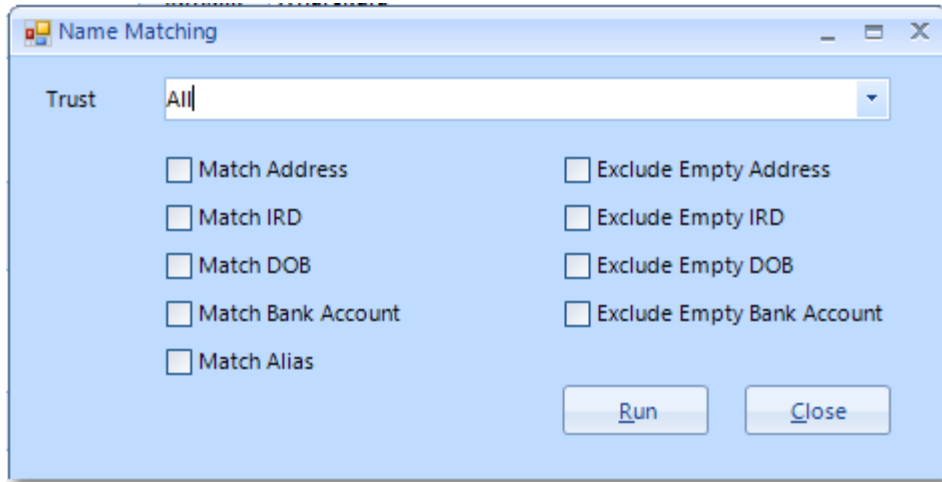 Name Matching
Trust All
Match Address Exclude Empty Address
Match IRD Exclude Empty IRD
Match DOB Exclude Empty DOB
Match Bank Account Exclude Empty Bank Account
Match Alias
Run Close